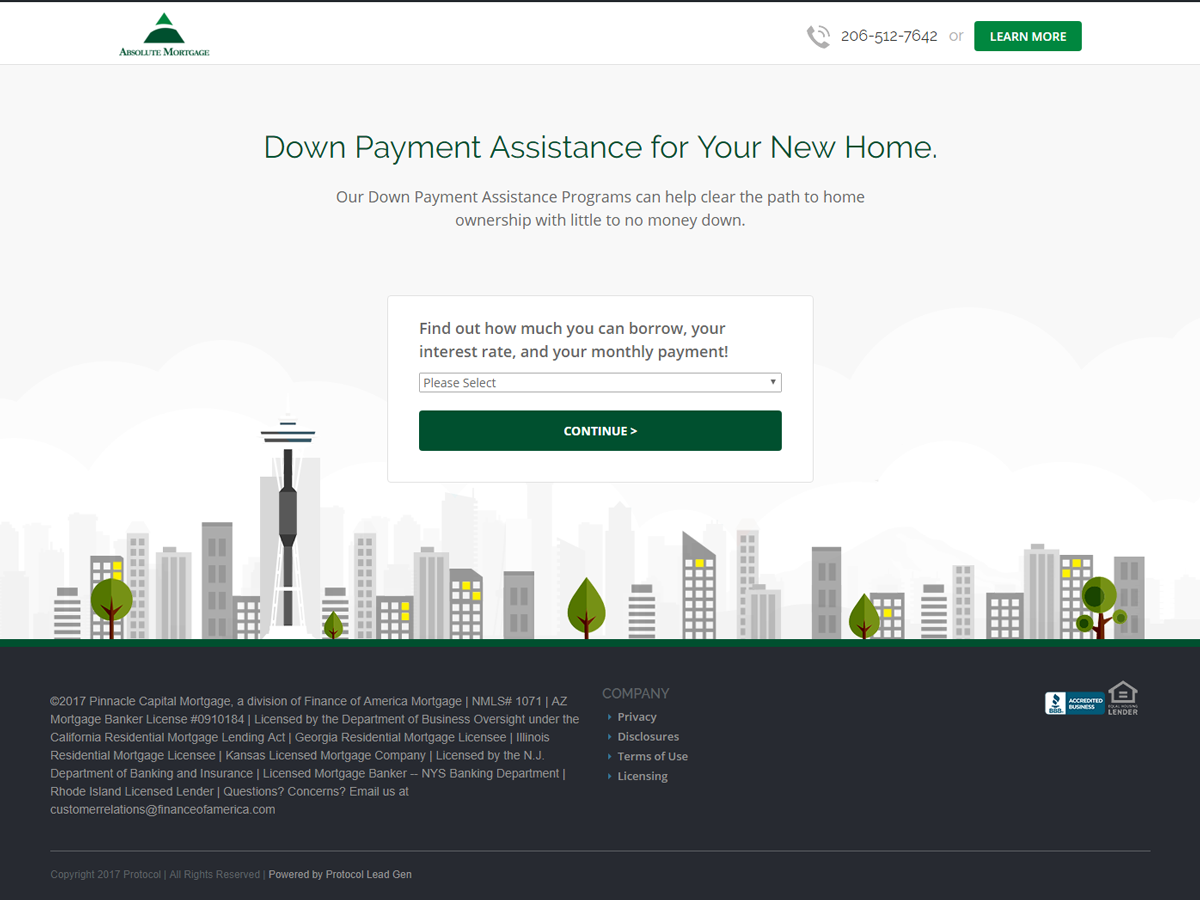 ABSOLUTE MORTGAGE
206-512-7642 or LEARN MORE
Down Payment Assistance for Your New Home.
Our Down Payment Assistance Programs can help clear the path to home
ownership with little to no money down.
Find out how much you can borrow, your
interest rate, and your monthly payment!
Please Select
CONTINUE >
©2017 Pinnacle Capital Mortgage, a division of Finance of America Mortgage | NMLS# 1071 | AZ
Mortgage Banker License #0910184 | Licensed by the Department of Business Oversight under the
California Residential Mortgage Lending Act | Georgia Residential Mortgage Licensee | Illinois
Residential Mortgage Licensee | Kansas Licensed Mortgage Company | Licensed by the N.J.
Department of Banking and Insurance | Licensed Mortgage Banker -- NYS Banking Department |
Rhode Island Licensed Lender | Questions? Concerns? Email us at
customerrelations@financeofamerica.com
COMPANY
Privacy
Disclosures
Terms of Use
Licensing
BBB.
ACCREDITED
BUSINESS
EQUAL HOUSING
LENDER
Copyright 2017 Protocol | All Rights Reserved | Powered by Protocol Lead Gen